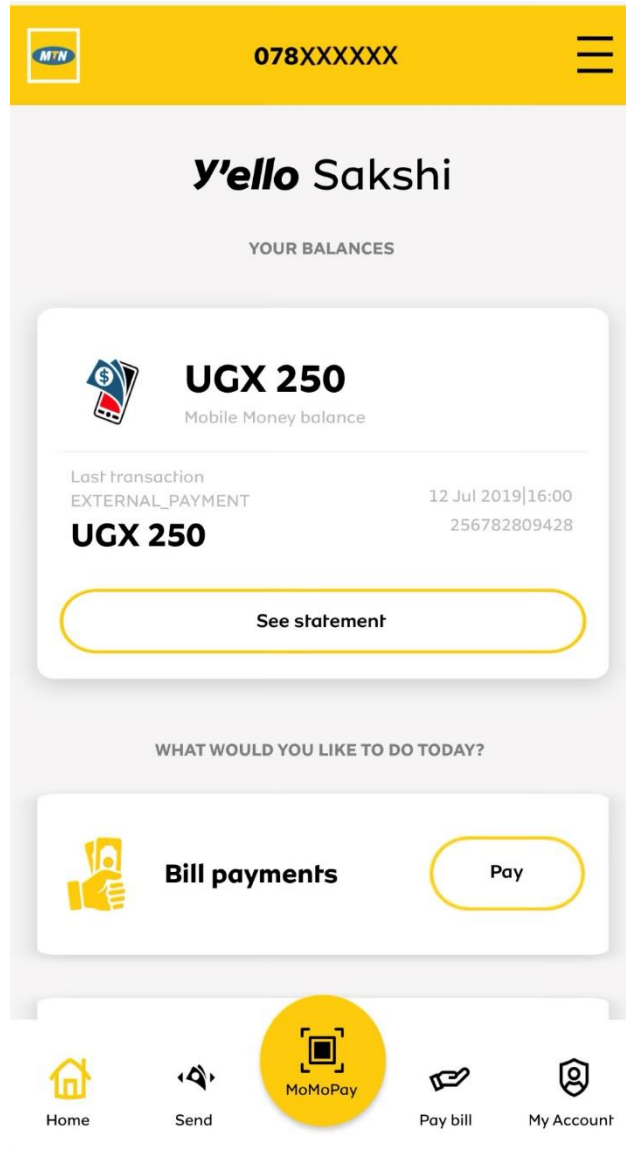 MTN
078XXXXXX
Y'ello Sakshi
YOUR BALANCES
$
UGX 250
Mobile Money balance
Last transaction
EXTERNAL_PAYMENT
12 Jul 2019|16:00
UGX 250
256782809428
See statement
WHAT WOULD YOU LIKE TO DO TODAY?
Bill payments
Pay
MoMoPay
Home
Send
Pay bill
My Account